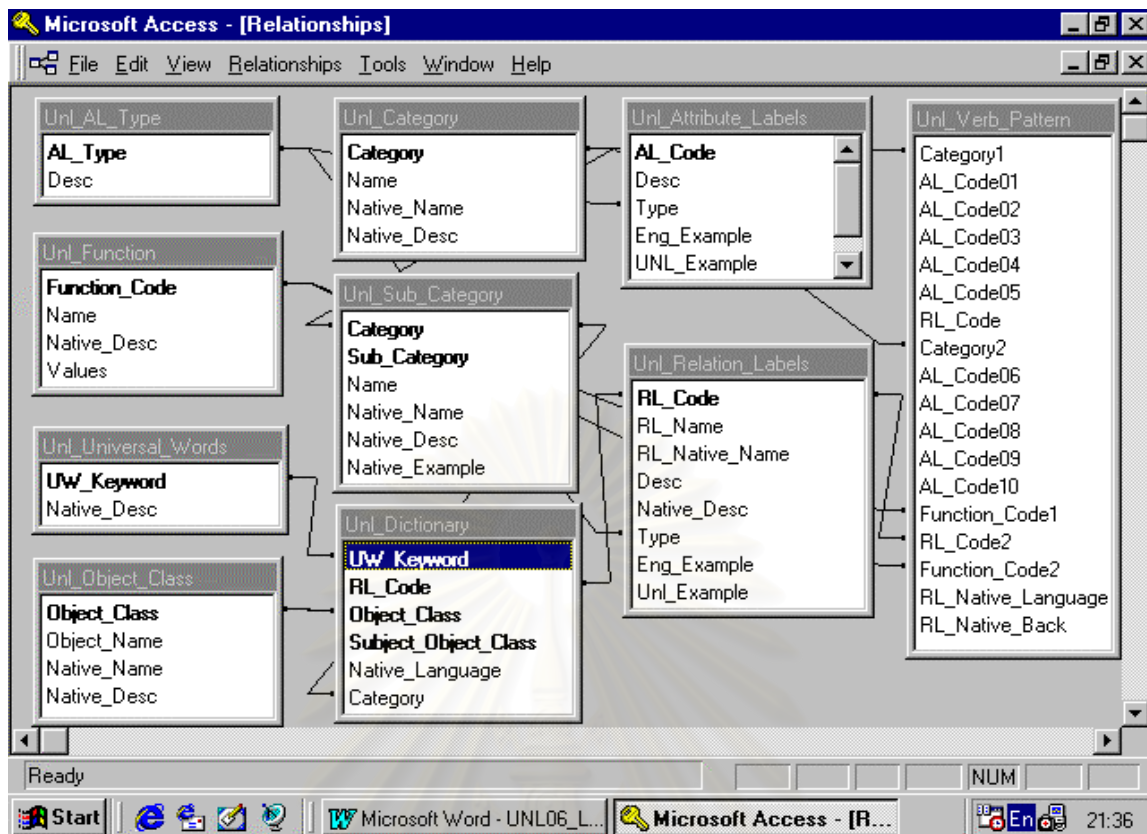 Microsoft Access - [Relationships]
File Edit View Relationships Tools Window Help
Unl_AL_Type
AL_Type
Desc
Unl_Function
Function_Code
Name
Native_Desc
Values
Unl_Universal_Words
UW_Keyword
Native_Desc
Unl_Object_Class
Object_Class
Object_Name
Native_Name
Native_Desc
Unl_Category
Category
Name
Native_Name
Native_Desc
Unl_Sub_Category
Category
Sub_Category
Name
Native_Name
Native_Desc
Native_Example
Unl_Dictionary
UW_Keyword
RL_Code
Object_Class
Subject_Object_Class
Native_Language
Category
Unl_Attribute_Labels
AL_Code
Desc
Type
Eng_Example
UNL_Example
Unl_Relation_Labels
RL_Code
RL_Name
RL_Native_Name
Desc
Native_Desc
Type
Eng_Example
Unl_Example
Unl_Verb_Pattern
Category1
AL_Code01
AL_Code02
AL_Code03
AL_Code04
AL_Code05
RL_Code
Category2
AL_Code06
AL_Code07
AL_Code08
AL_Code09
AL_Code10
Function_Code1
RL_Code2
Function_Code2
RL_Native_Language
RL_Native_Back
Ready
NUM
Start
Microsoft Word - UNL06_L...
Microsoft Access - [R...
En
21:36